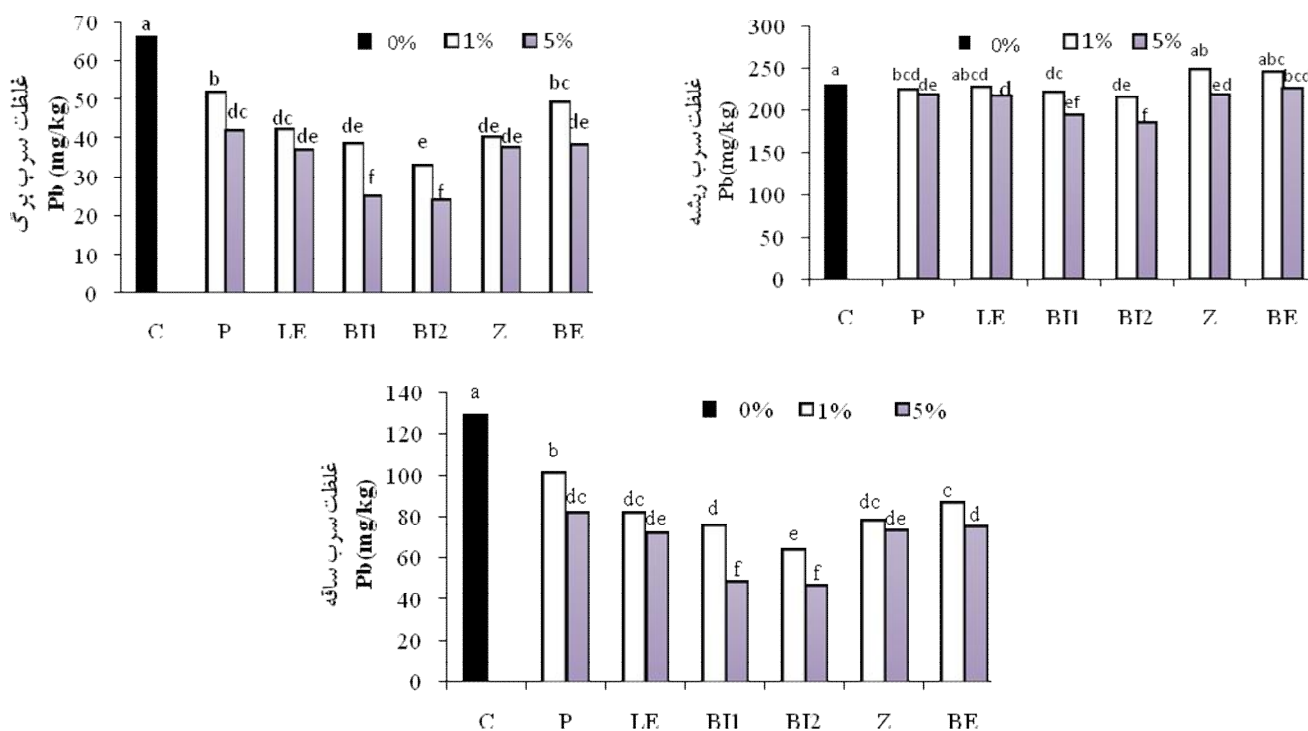 غلظت سرب برگ
Pb (mg/kg)
0% 1% 5%
70
60
50
40
30
20
10
0
a
b dc
dc de
de f
e f
de de
bc de
C P LE BI1 BI2 Z BE
غلظت سرب ریشه
Pb(mg/kg)
0% 1% 5%
300
250
200
150
200
50
0
a
bcd de
abcd d
dc ef
de f
ab ed
abc bcd
C P LE BI1 BI2 Z BE
غلظت سرب ساقه
Pb(mg/kg)
0% 1% 5%
140
120
100
80
60
40
20
0
a
b dc
dc de
d f
e f
dc de
c d
C P LE BI1 BI2 Z BE